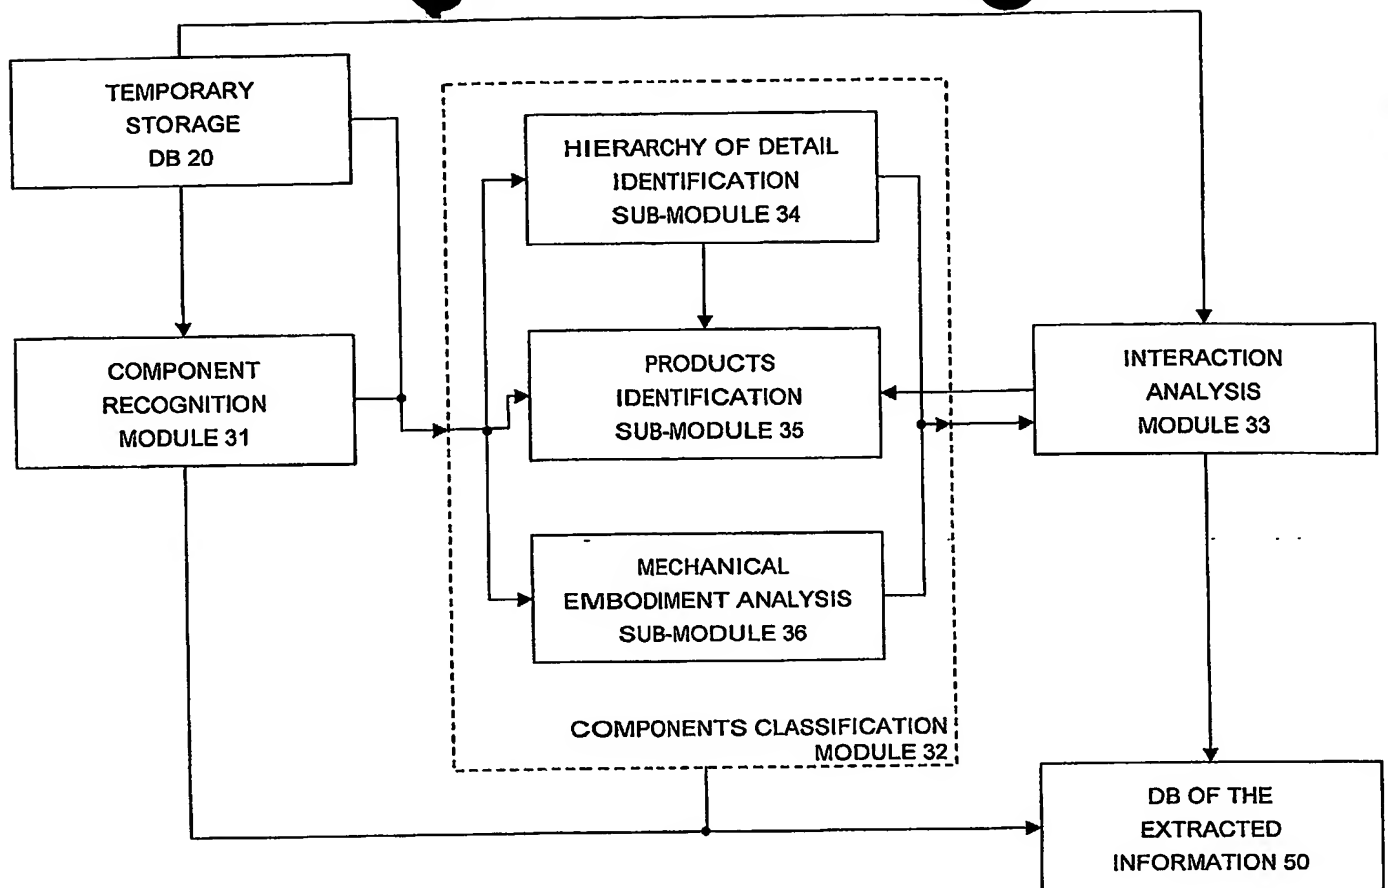 TEMPORARY
STORAGE
DB 20
HIERARCHY OF DETAIL
IDENTIFICATION
SUB-MODULE 34
COMPONENT
RECOGNITION
MODULE 31
PRODUCTS
IDENTIFICATION
SUB-MODULE 35
INTERACTION
ANALYSIS
MODULE 33
MECHANICAL
EMBODIMENT ANALYSIS
SUB-MODULE 36
COMPONENTS CLASSIFICATION
MODULE 32
DB OF THE
EXTRACTED
INFORMATION 50